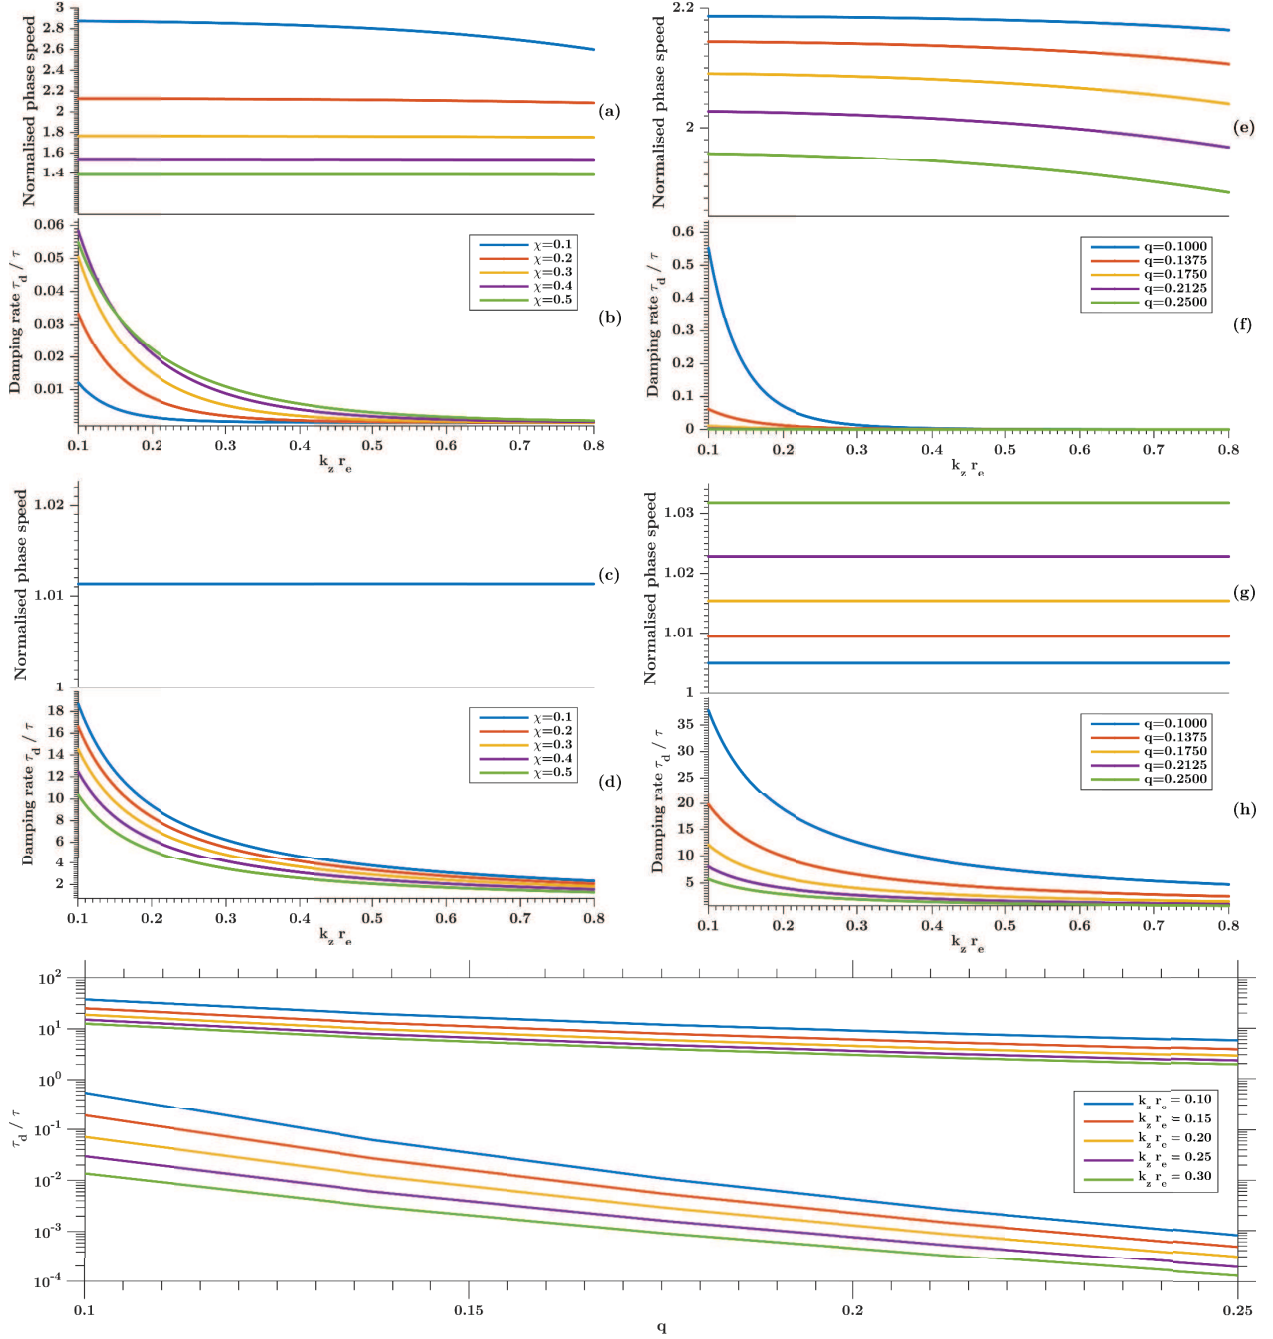 Normalised phase speed
3
2.8
2.6
2.4
2.2
2
1.8
1.6
1.4
(a)
Damping rate τd / τ
0.06
0.05
0.04
0.03
0.02
0.01
χ=0.1
χ=0.2
χ=0.3
χ=0.4
χ=0.5
(b)
0.1 0.2 0.3 0.4 0.5 0.6 0.7 0.8
kz re
Normalised phase speed
2.2
2
(e)
Damping rate τd / τ
0.6
0.5
0.4
0.3
0.2
0.1
0
q=0.1000
q=0.1375
q=0.1750
q=0.2125
q=0.2500
(f)
0.1 0.2 0.3 0.4 0.5 0.6 0.7 0.8
kz re
Normalised phase speed
1.02
1.01
1
(c)
Damping rate τd / τ
18
16
14
12
10
8
6
4
2
χ=0.1
χ=0.2
χ=0.3
χ=0.4
χ=0.5
(d)
0.1 0.2 0.3 0.4 0.5 0.6 0.7 0.8
kz re
Normalised phase speed
1.03
1.02
1.01
1
(g)
Damping rate τd / τ
35
30
25
20
15
10
5
q=0.1000
q=0.1375
q=0.1750
q=0.2125
q=0.2500
(h)
0.1 0.2 0.3 0.4 0.5 0.6 0.7 0.8
kz re
τd / τ
10^2
10^1
10^0
10^-1
10^-2
10^-3
10^-4
kz re = 0.10
kz re = 0.15
kz re = 0.20
kz re = 0.25
kz re = 0.30
0.1 0.15 0.2 0.25
q